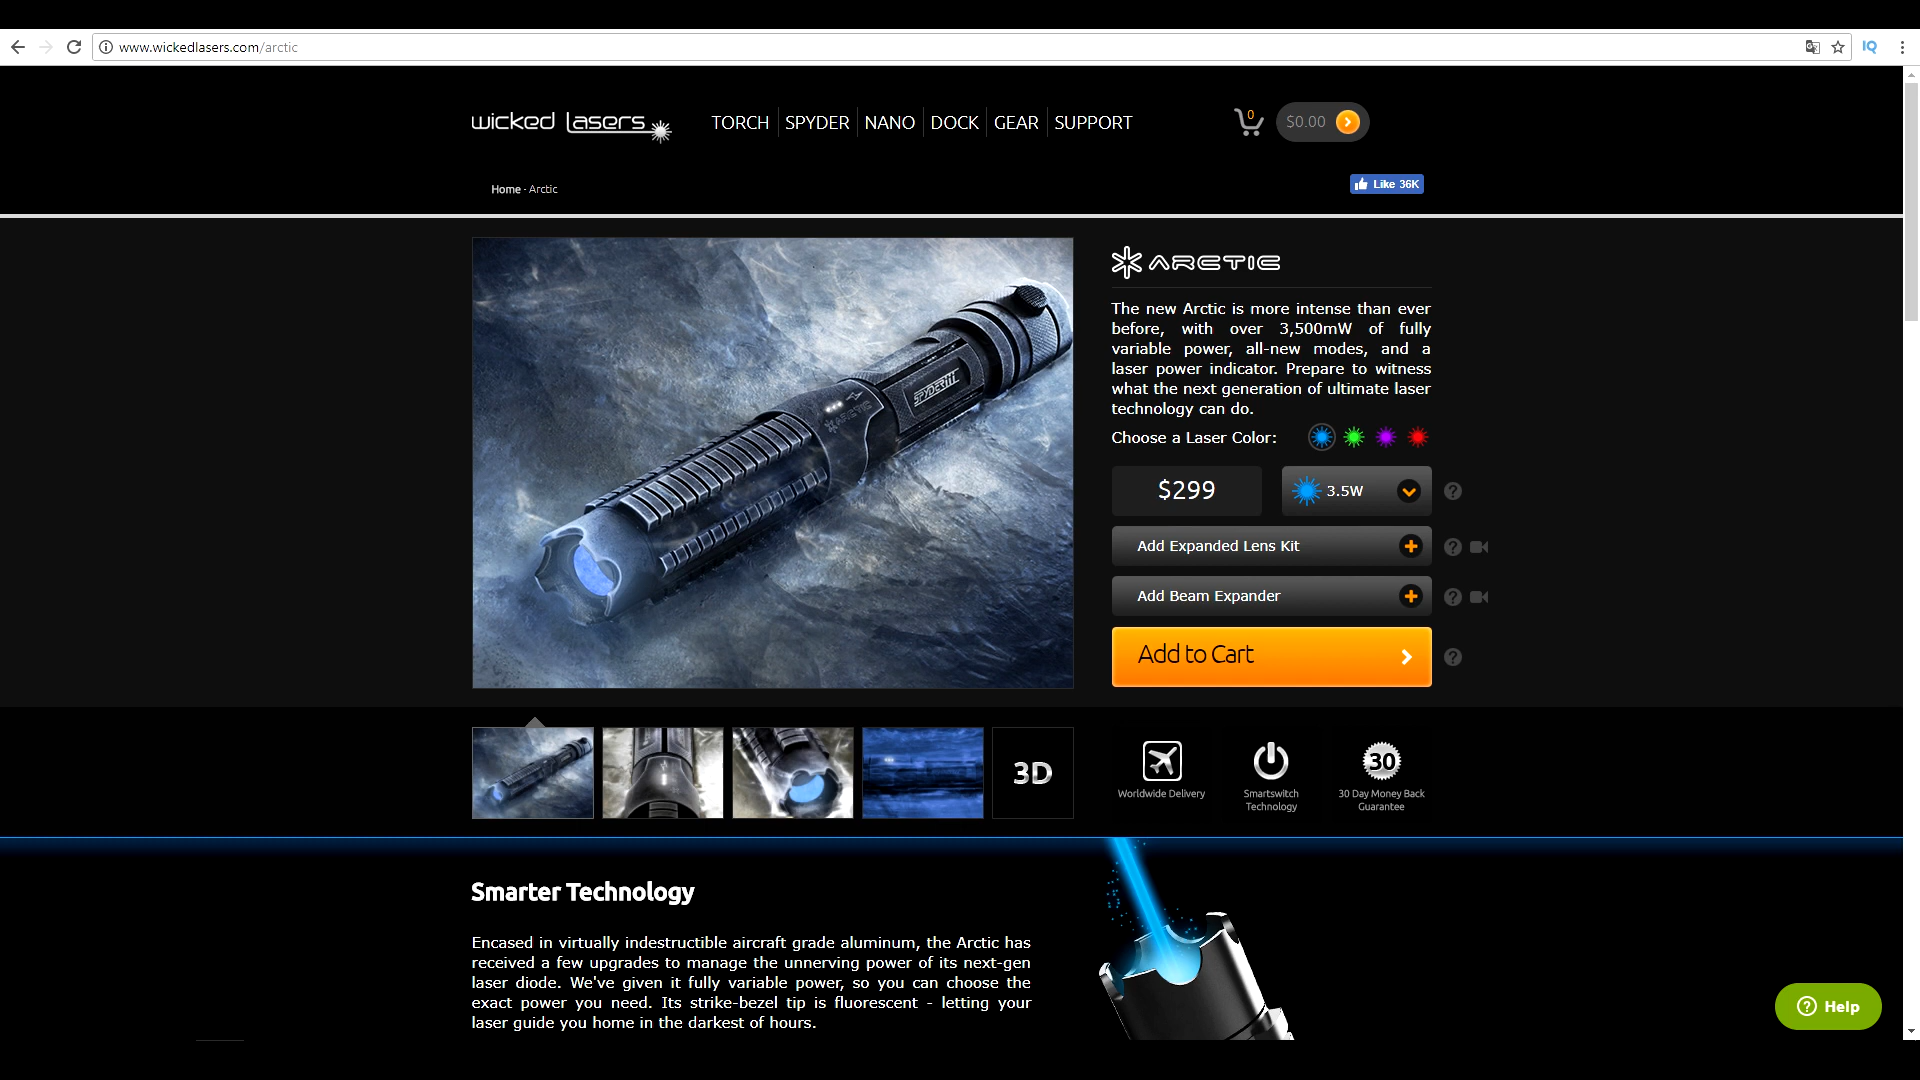 www.wickedlasers.com/arctic
IQ
wicked lasers
TORCH SPYDER NANO DOCK GEAR SUPPORT
0
$0.00
Home - Arctic
Like 36K
SPYDER III
ARCTIC
ARCTIC
The new Arctic is more intense than ever
before, with over 3,500mW of fully
variable power, all-new modes, and a
laser power indicator. Prepare to witness
what the next generation of ultimate laser
technology can do.
Choose a Laser Color:
$299
3.5W
Add Expanded Lens Kit
Add Beam Expander
Add to Cart
3D
Worldwide Delivery
Smartswitch
Technology
30
30 Day Money Back
Guarantee
Smarter Technology
Encased in virtually indestructible aircraft grade aluminum, the Arctic has
received a few upgrades to manage the unnerving power of its next-gen
laser diode. We've given it fully variable power, so you can choose the
exact power you need. Its strike-bezel tip is fluorescent - letting your
laser guide you home in the darkest of hours.
Help